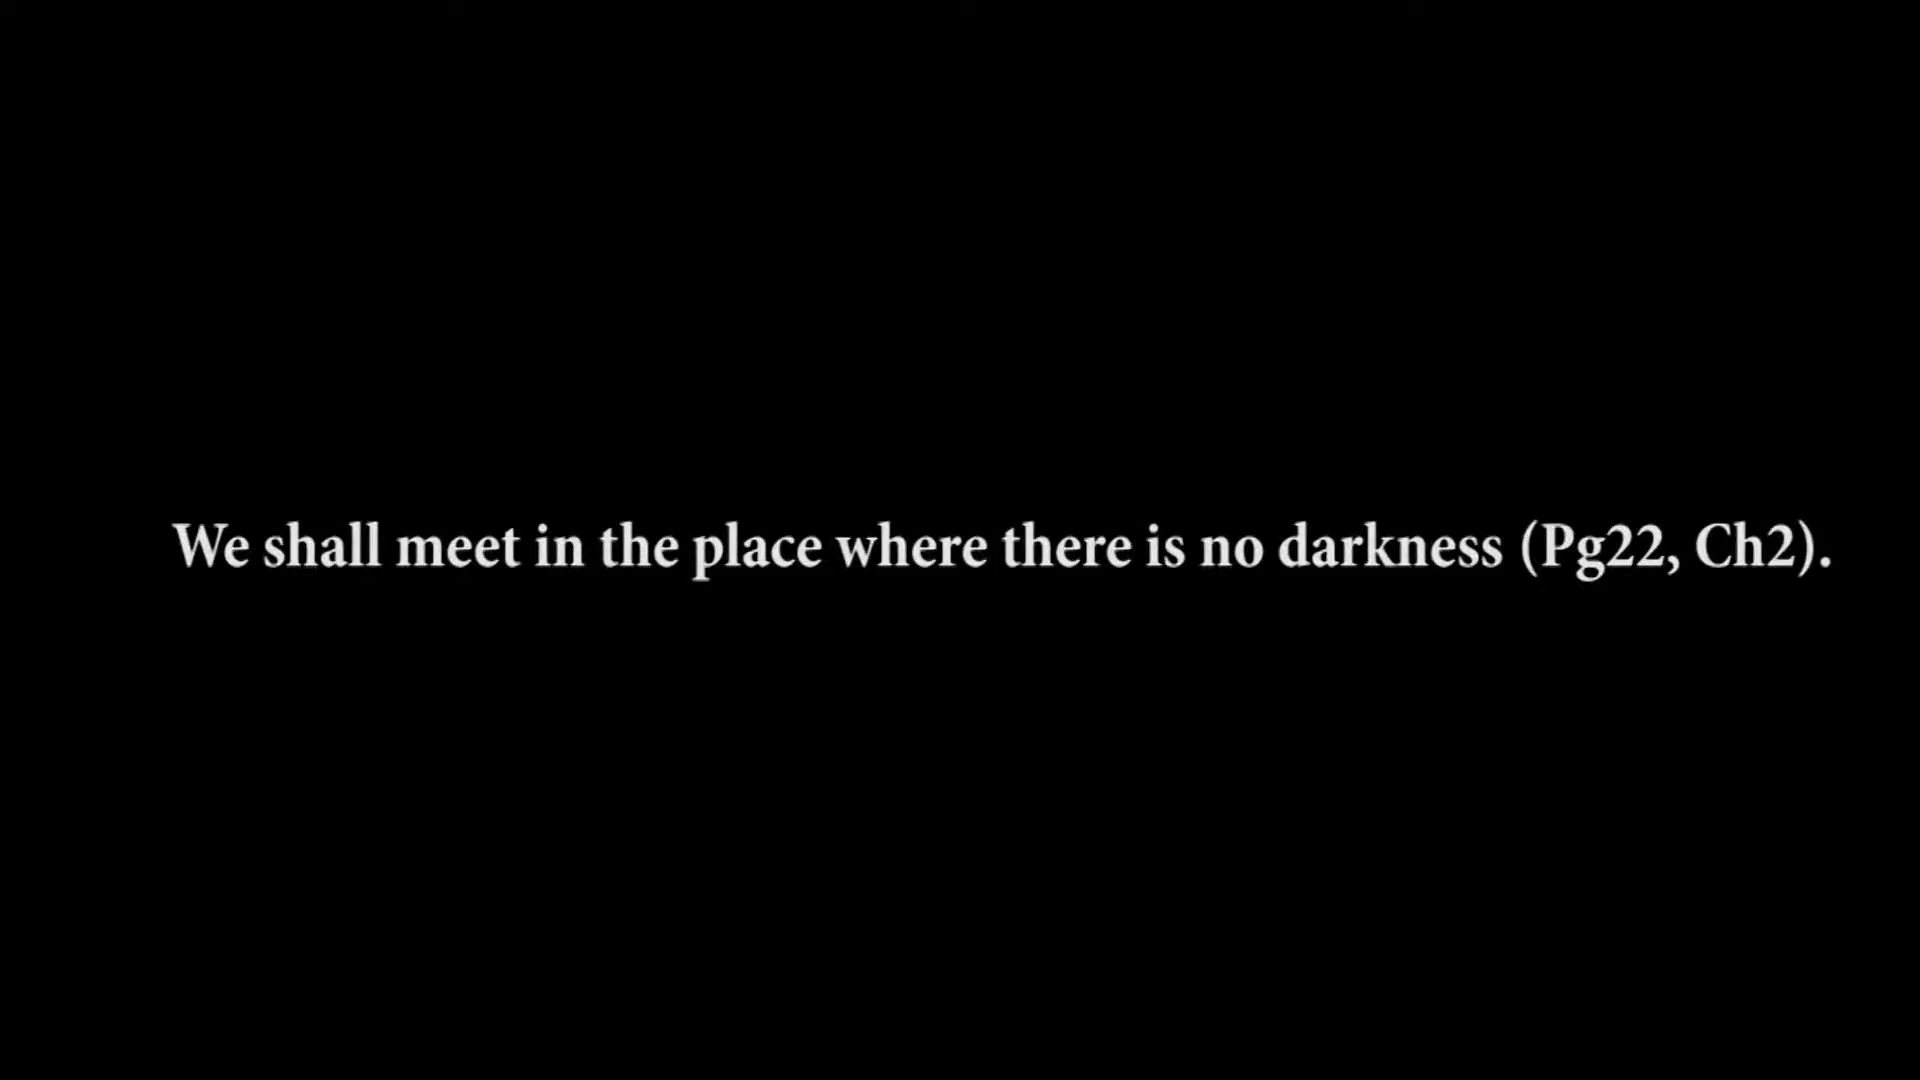 We shall meet in the place where there is no darkness (Pg22, Ch2).